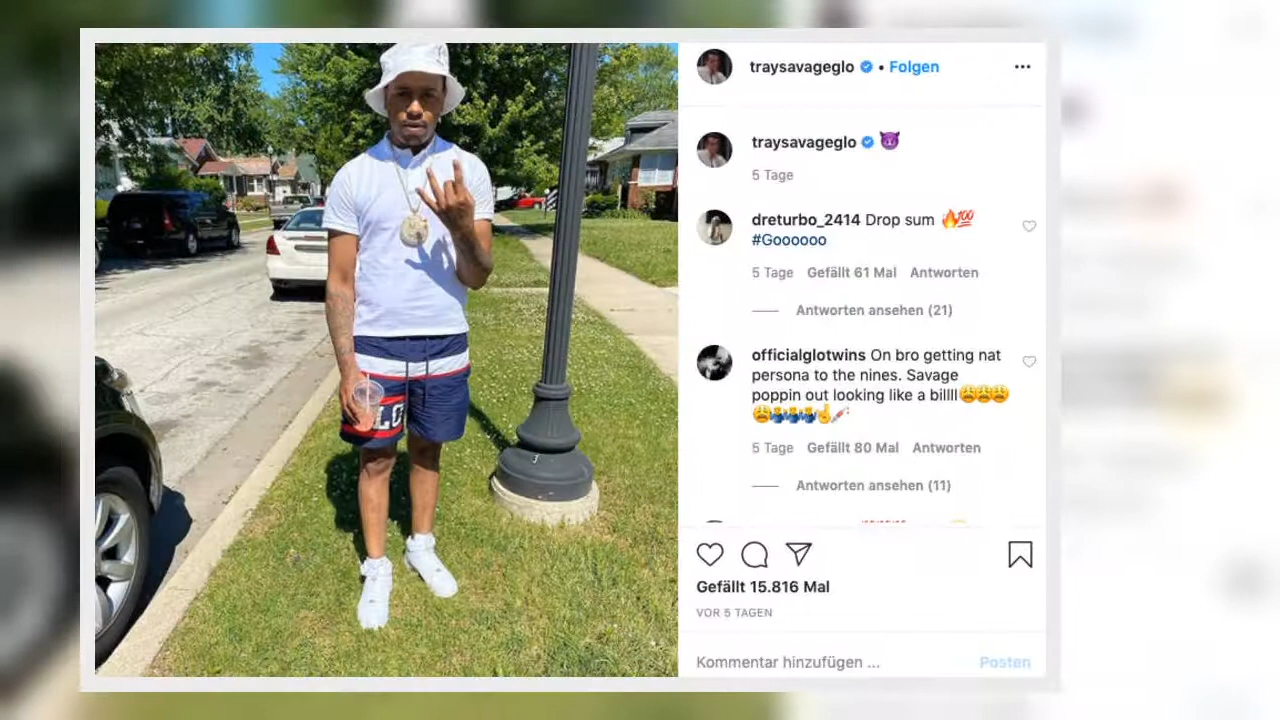 traysavageglo • Folgen
traysavageglo 😈
5 Tage
dreturbo_2414 Drop sum 🔥💯
#Goooooo
5 Tage Gefällt 61 Mal Antworten
Antworten ansehen (21)
officialglotwins On bro getting nat
persona to the nines. Savage
poppin out looking like a billll😩😩😩
😩🤷‍♂️🤷‍♂️🤷‍♂️☝️💉
5 Tage Gefällt 80 Mal Antworten
Antworten ansehen (11)
Gefällt 15.816 Mal
VOR 5 TAGEN
Kommentar hinzufügen ...
Posten
LO